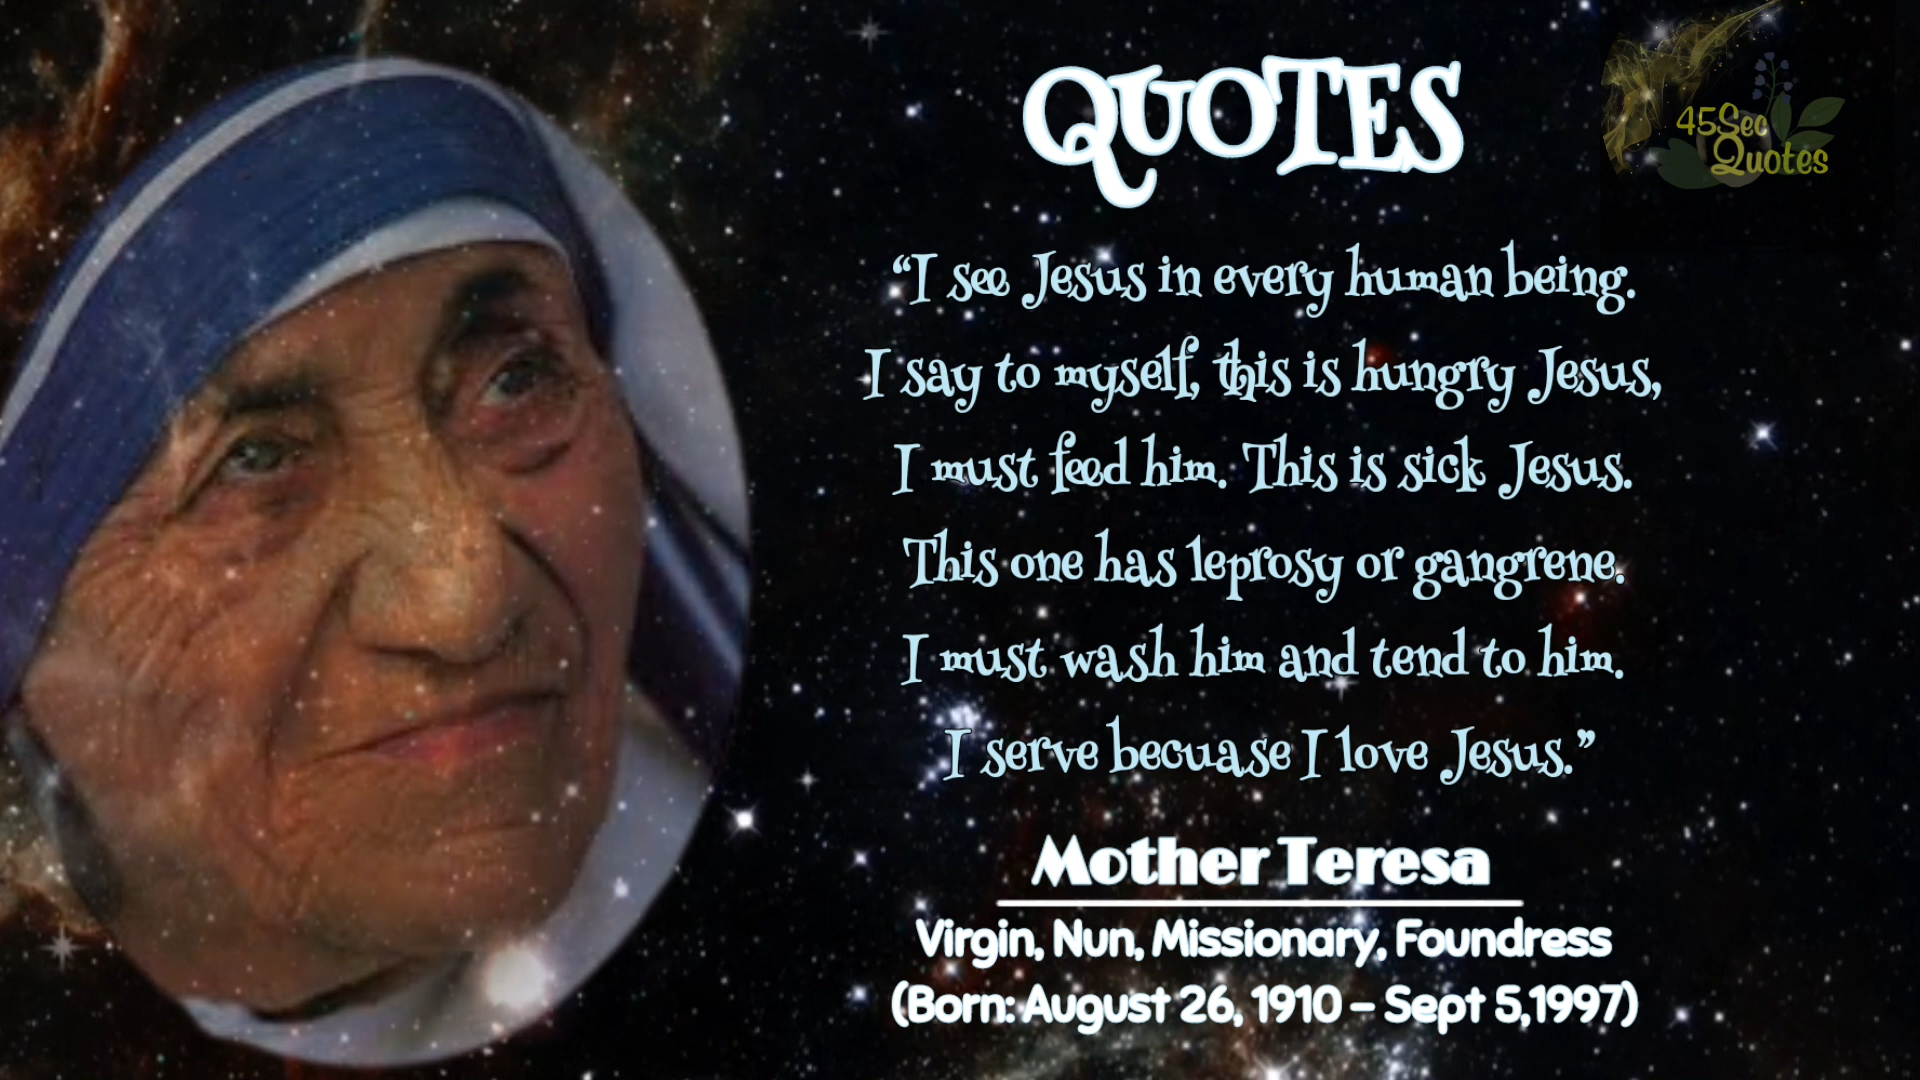 QUOTES
45Sec
Quotes
“I see Jesus in every human being.
I say to myself, this is hungry Jesus,
I must feed him. This is sick Jesus.
This one has leprosy or gangrene.
I must wash him and tend to him.
I serve becuase I love Jesus.”
Mother Teresa
Virgin, Nun, Missionary, Foundress
(Born: August 26, 1910 – Sept 5,1997)